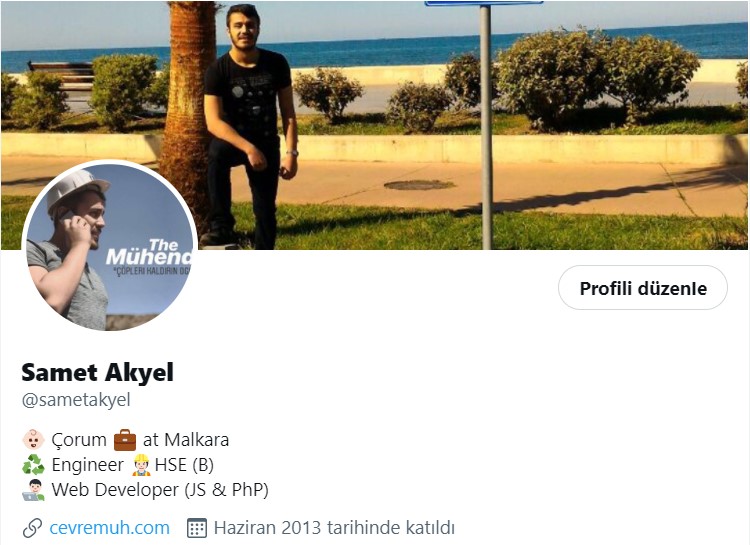 The
Mühend
"ÇÖPLERİ HALDIRIN
Profili düzenle
Samet Akyel
@sametakyel
Çorum at Malkara
Engineer HSE (B)
Web Developer (JS & PhP)
cevremuh.com Haziran 2013 tarihinde katıldı